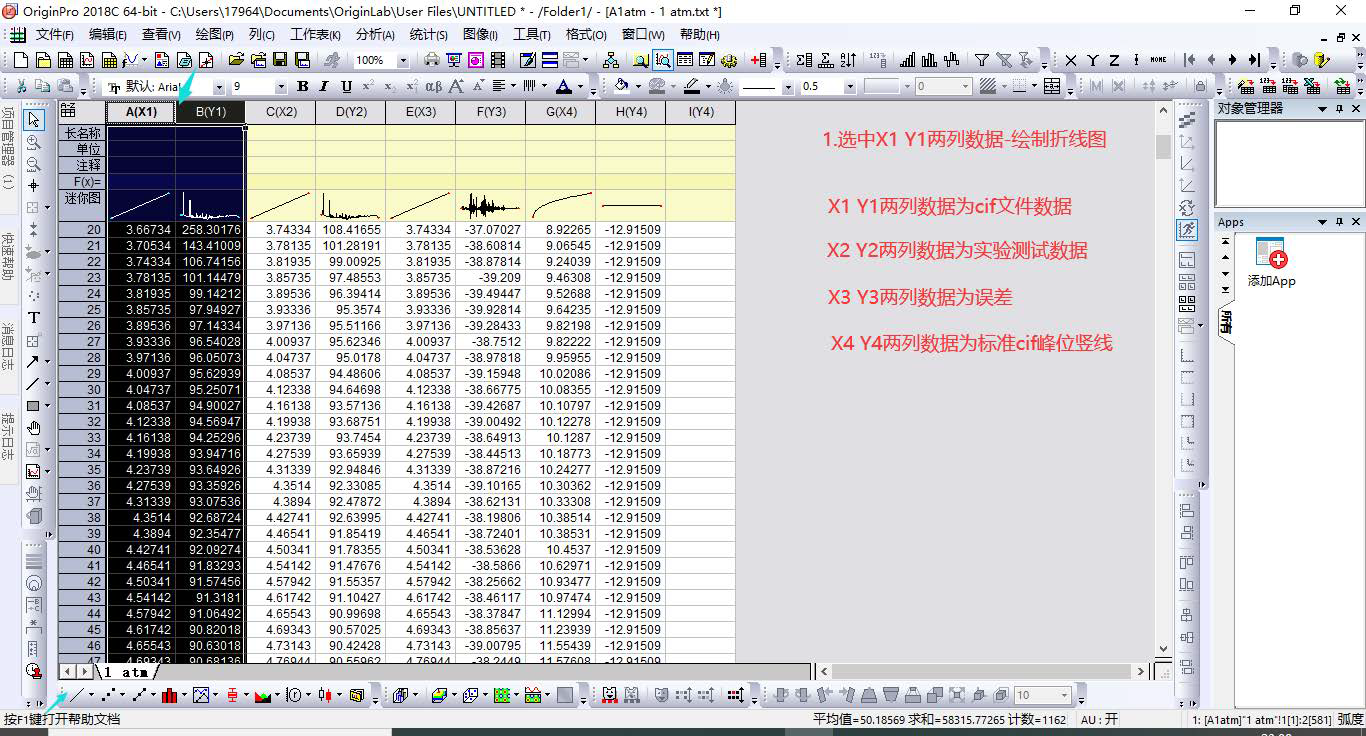 OriginPro 2018C 64-bit - C:\Users\17964\Documents\OriginLab\User Files\UNTITLED * - /Folder1/ - [A1atm - 1 atm.txt *]
文件(F) 编辑(E) 查看(V) 绘图(P) 列(C) 工作表(K) 分析(A) 统计(S) 图像(I) 工具(T) 格式(O) 窗口(W) 帮助(H)
100%
X Y Z HOME
默认: Arial 9 B I U αβ A A 0.5 0
A(X1) B(Y1) C(X2) D(Y2) E(X3) F(Y3) G(X4) H(Y4) I(Y4)
长名称
单位
注释
F(x)=
迷你图
20 3.66734 258.30176 3.74334 108.41655 3.74334 -37.07027 8.92265 -12.91509
21 3.70534 143.41009 3.78135 101.28191 3.78135 -38.60814 9.00545 -12.91509
22 3.74334 106.74156 3.81935 99.00925 3.81935 -38.87814 9.24039 -12.91509
23 3.78135 101.14479 3.85735 97.48553 3.85735 -39.209 9.46308 -12.91509
24 3.81935 99.14212 3.89536 96.39414 3.89536 -39.49447 9.52688 -12.91509
25 3.85735 97.94927 3.93336 95.3574 3.93336 -39.92814 9.64235 -12.91509
26 3.89536 97.14334 3.97136 95.51166 3.97136 -39.28433 9.82198 -12.91509
27 3.93336 96.54028 4.00937 95.62346 4.00937 -38.7512 9.82222 -12.91509
28 3.97136 96.05073 4.04737 95.0178 4.04737 -38.97818 9.95955 -12.91509
29 4.00937 95.62939 4.08537 94.48606 4.08537 -39.15948 10.02086 -12.91509
30 4.04737 95.25071 4.12338 94.64698 4.12338 -38.66775 10.08355 -12.91509
31 4.08537 94.90027 4.16138 93.57136 4.16138 -39.42687 10.10797 -12.91509
32 4.12338 94.56947 4.19938 93.68751 4.19938 -39.00492 10.12278 -12.91509
33 4.16138 94.25296 4.23739 93.7454 4.23739 -38.64913 10.1287 -12.91509
34 4.19938 93.94716 4.27539 93.65939 4.27539 -38.44513 10.18773 -12.91509
35 4.23739 93.64926 4.31339 92.94846 4.31339 -38.87216 10.24277 -12.91509
36 4.27539 93.35926 4.3514 92.33085 4.3514 -39.10165 10.30362 -12.91509
37 4.31339 93.07536 4.3894 92.47872 4.3894 -38.62131 10.33308 -12.91509
38 4.3514 92.68724 4.42741 92.63995 4.42741 -38.19806 10.38514 -12.91509
39 4.3894 92.35477 4.46541 91.85419 4.46541 -38.72401 10.38531 -12.91509
40 4.42741 92.09274 4.50341 91.78355 4.50341 -38.53628 10.4537 -12.91509
41 4.46541 91.83293 4.54142 91.47676 4.54142 -38.5866 10.62971 -12.91509
42 4.50341 91.57456 4.57942 91.55357 4.57942 -38.25662 10.93477 -12.91509
43 4.54142 91.3181 4.61742 91.10427 4.61742 -38.46117 10.97474 -12.91509
44 4.57942 91.06492 4.65543 90.99698 4.65543 -38.37847 11.12994 -12.91509
45 4.61742 90.82018 4.69343 90.57025 4.69343 -38.85637 11.23939 -12.91509
46 4.65543 90.63018 4.73143 90.42428 4.73143 -39.00095 11.55439 -12.91509
47 4.69343 90.68136 4.76944 90.55962 4.76944 -38.2449 11.57608 -12.91509
1 atm
1.选中X1 Y1两列数据-绘制折线图
X1 Y1两列数据为cif文件数据
X2 Y2两列数据为实验测试数据
X3 Y3两列数据为误差
X4 Y4两列数据为标准cif峰位竖线
项目管理器 (1)
快速帮助
消息日志
提示日志
T
对象管理器
Apps
添加App
所有
10
按F1键打开帮助文档
平均值=50.18569 求和=58315.77265 计数=1162 AU : 开 1: [A1atm]"1 atm"!1[1]:2[581] 弧度